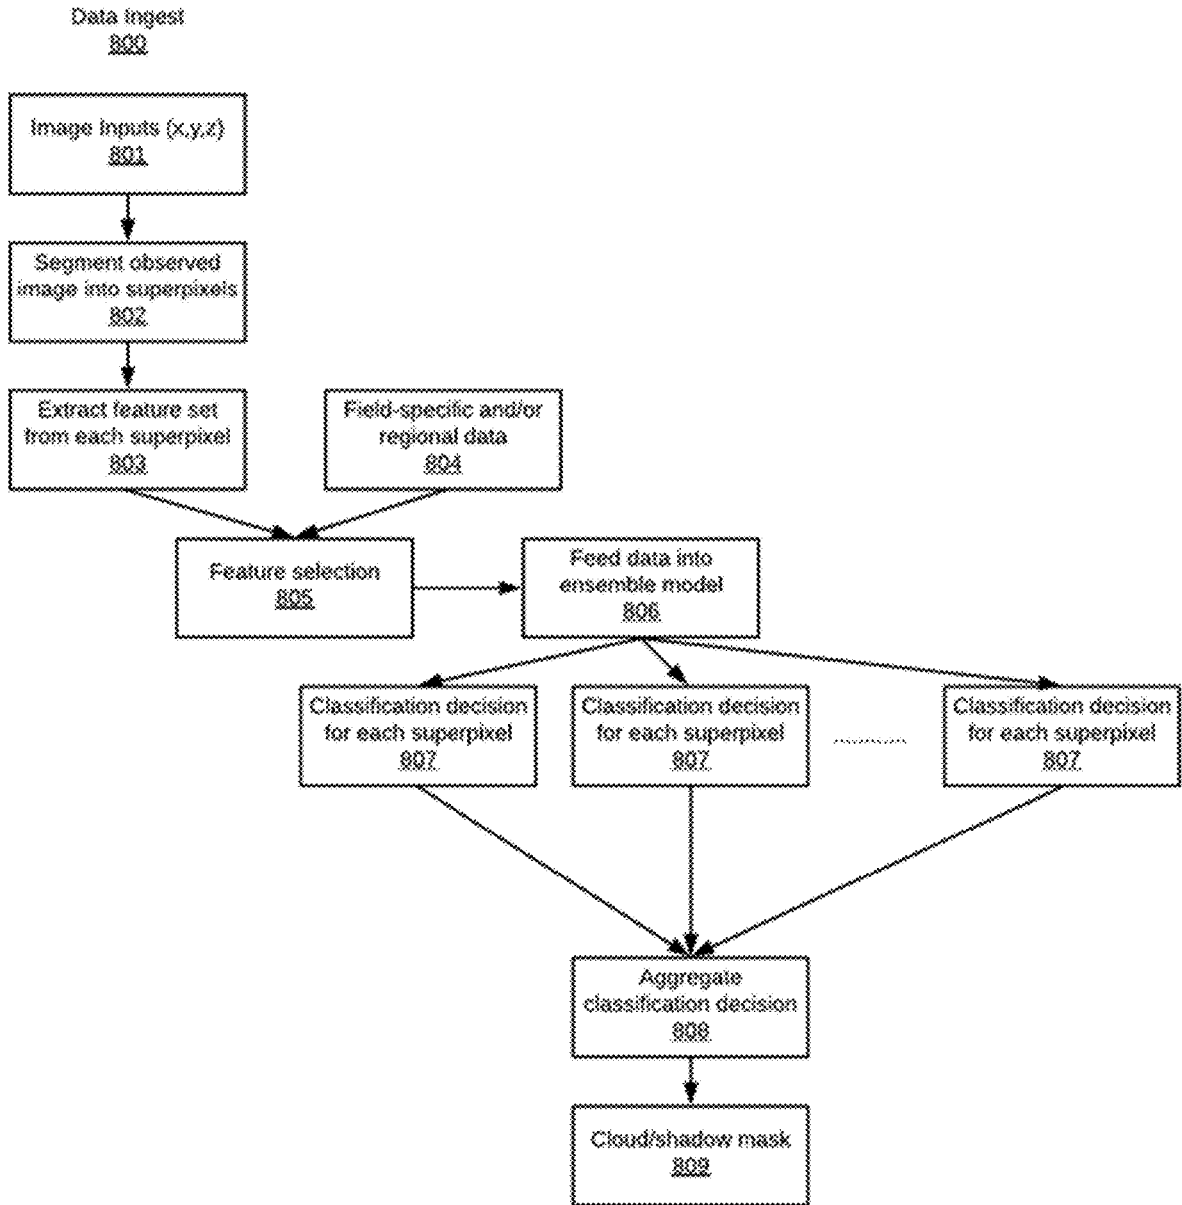 Data Ingest
800
Image Inputs (x,y,z)
801
Segment observed
image into superpixels
802
Extract feature set
from each superpixel
803
Field-specific and/or
regional data
804
Feature selection
805
Feed data into
ensemble model
806
Classification decision
for each superpixel
807
Classification decision
for each superpixel
807
Classification decision
for each superpixel
807
Aggregate
classification decision
808
Cloud/shadow mask
809